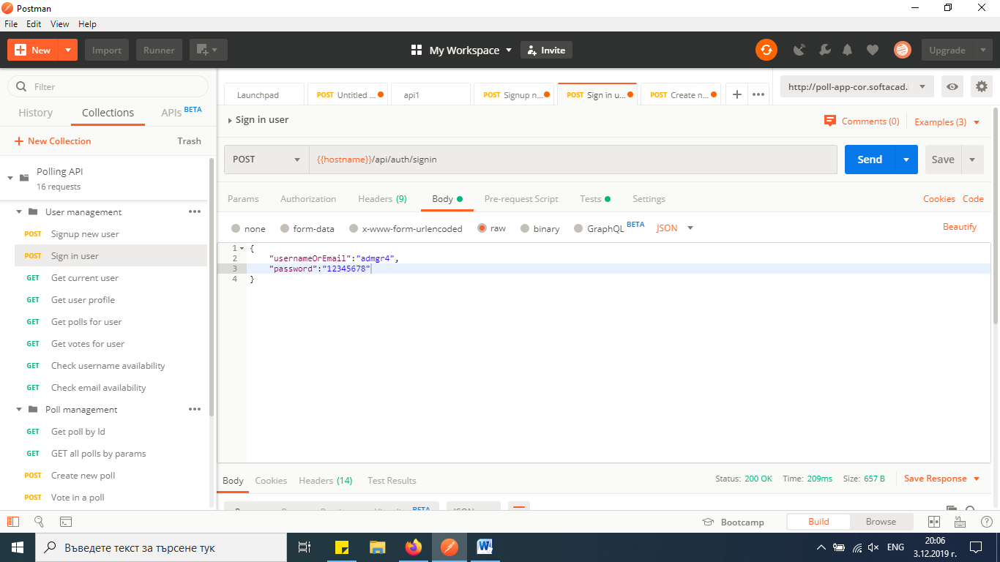 Postman
File Edit View Help
New Import Runner My Workspace Invite Upgrade
Filter
History Collections APIs BETA
New Collection Trash
Polling API
16 requests
User management
POST Signup new user
POST Sign in user
GET Get current user
GET Get user profile
GET Get polls for user
GET Get votes for user
GET Check username availability
GET Check email availability
Poll management
GET Get poll by Id
GET GET all polls by params
POST Create new poll
POST Vote in a poll
Launchpad POST Untitled ... api1 POST Signup n... POST Sign in u... POST Create n... http://poll-app-cor.softacad.
Sign in user Comments (0) Examples (3)
POST {{hostname}}/api/auth/signin Send Save
Params Authorization Headers (9) Body Pre-request Script Tests Settings Cookies Code
none form-data x-www-form-urlencoded raw binary GraphQL BETA JSON Beautify
1 {
2 "usernameOrEmail":"admgr4",
3 "password":"12345678"
4 }
Body Cookies Headers (14) Test Results Status: 200 OK Time: 209ms Size: 657 B Save Response
BETA
Bootcamp Build Browse
Въведете текст за търсене тук
ENG 20:06
3.12.2019 г.